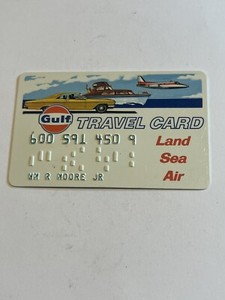 Gulf TRAVEL CARD
600 591 450 9
Land
Sea
Air
WM R MOORE JR